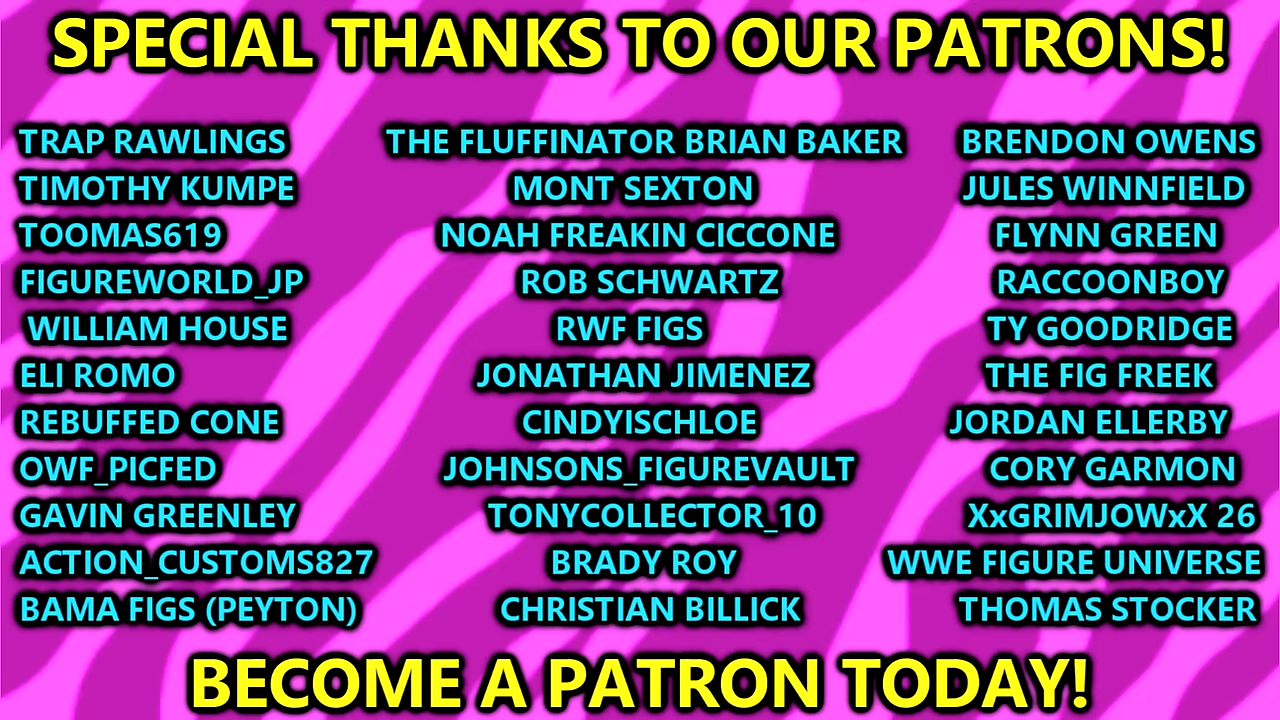 SPECIAL THANKS TO OUR PATRONS!
TRAP RAWLINGS
TIMOTHY KUMPE
TOOMAS619
FIGUREWORLD_JP
WILLIAM HOUSE
ELI ROMO
REBUFFED CONE
OWF_PICFED
GAVIN GREENLEY
ACTION_CUSTOMS827
BAMA FIGS (PEYTON)
THE FLUFFINATOR BRIAN BAKER
MONT SEXTON
NOAH FREAKIN CICCONE
ROB SCHWARTZ
RWF FIGS
JONATHAN JIMENEZ
CINDYISCHLOE
JOHNSONS_FIGUREVAULT
TONYCOLLECTOR_10
BRADY ROY
CHRISTIAN BILLICK
BRENDON OWENS
JULES WINNFIELD
FLYNN GREEN
RACCOONBOY
TY GOODRIDGE
THE FIG FREEK
JORDAN ELLERBY
CORY GARMON
XxGRIMJOWxX 26
WWE FIGURE UNIVERSE
THOMAS STOCKER
BECOME A PATRON TODAY!